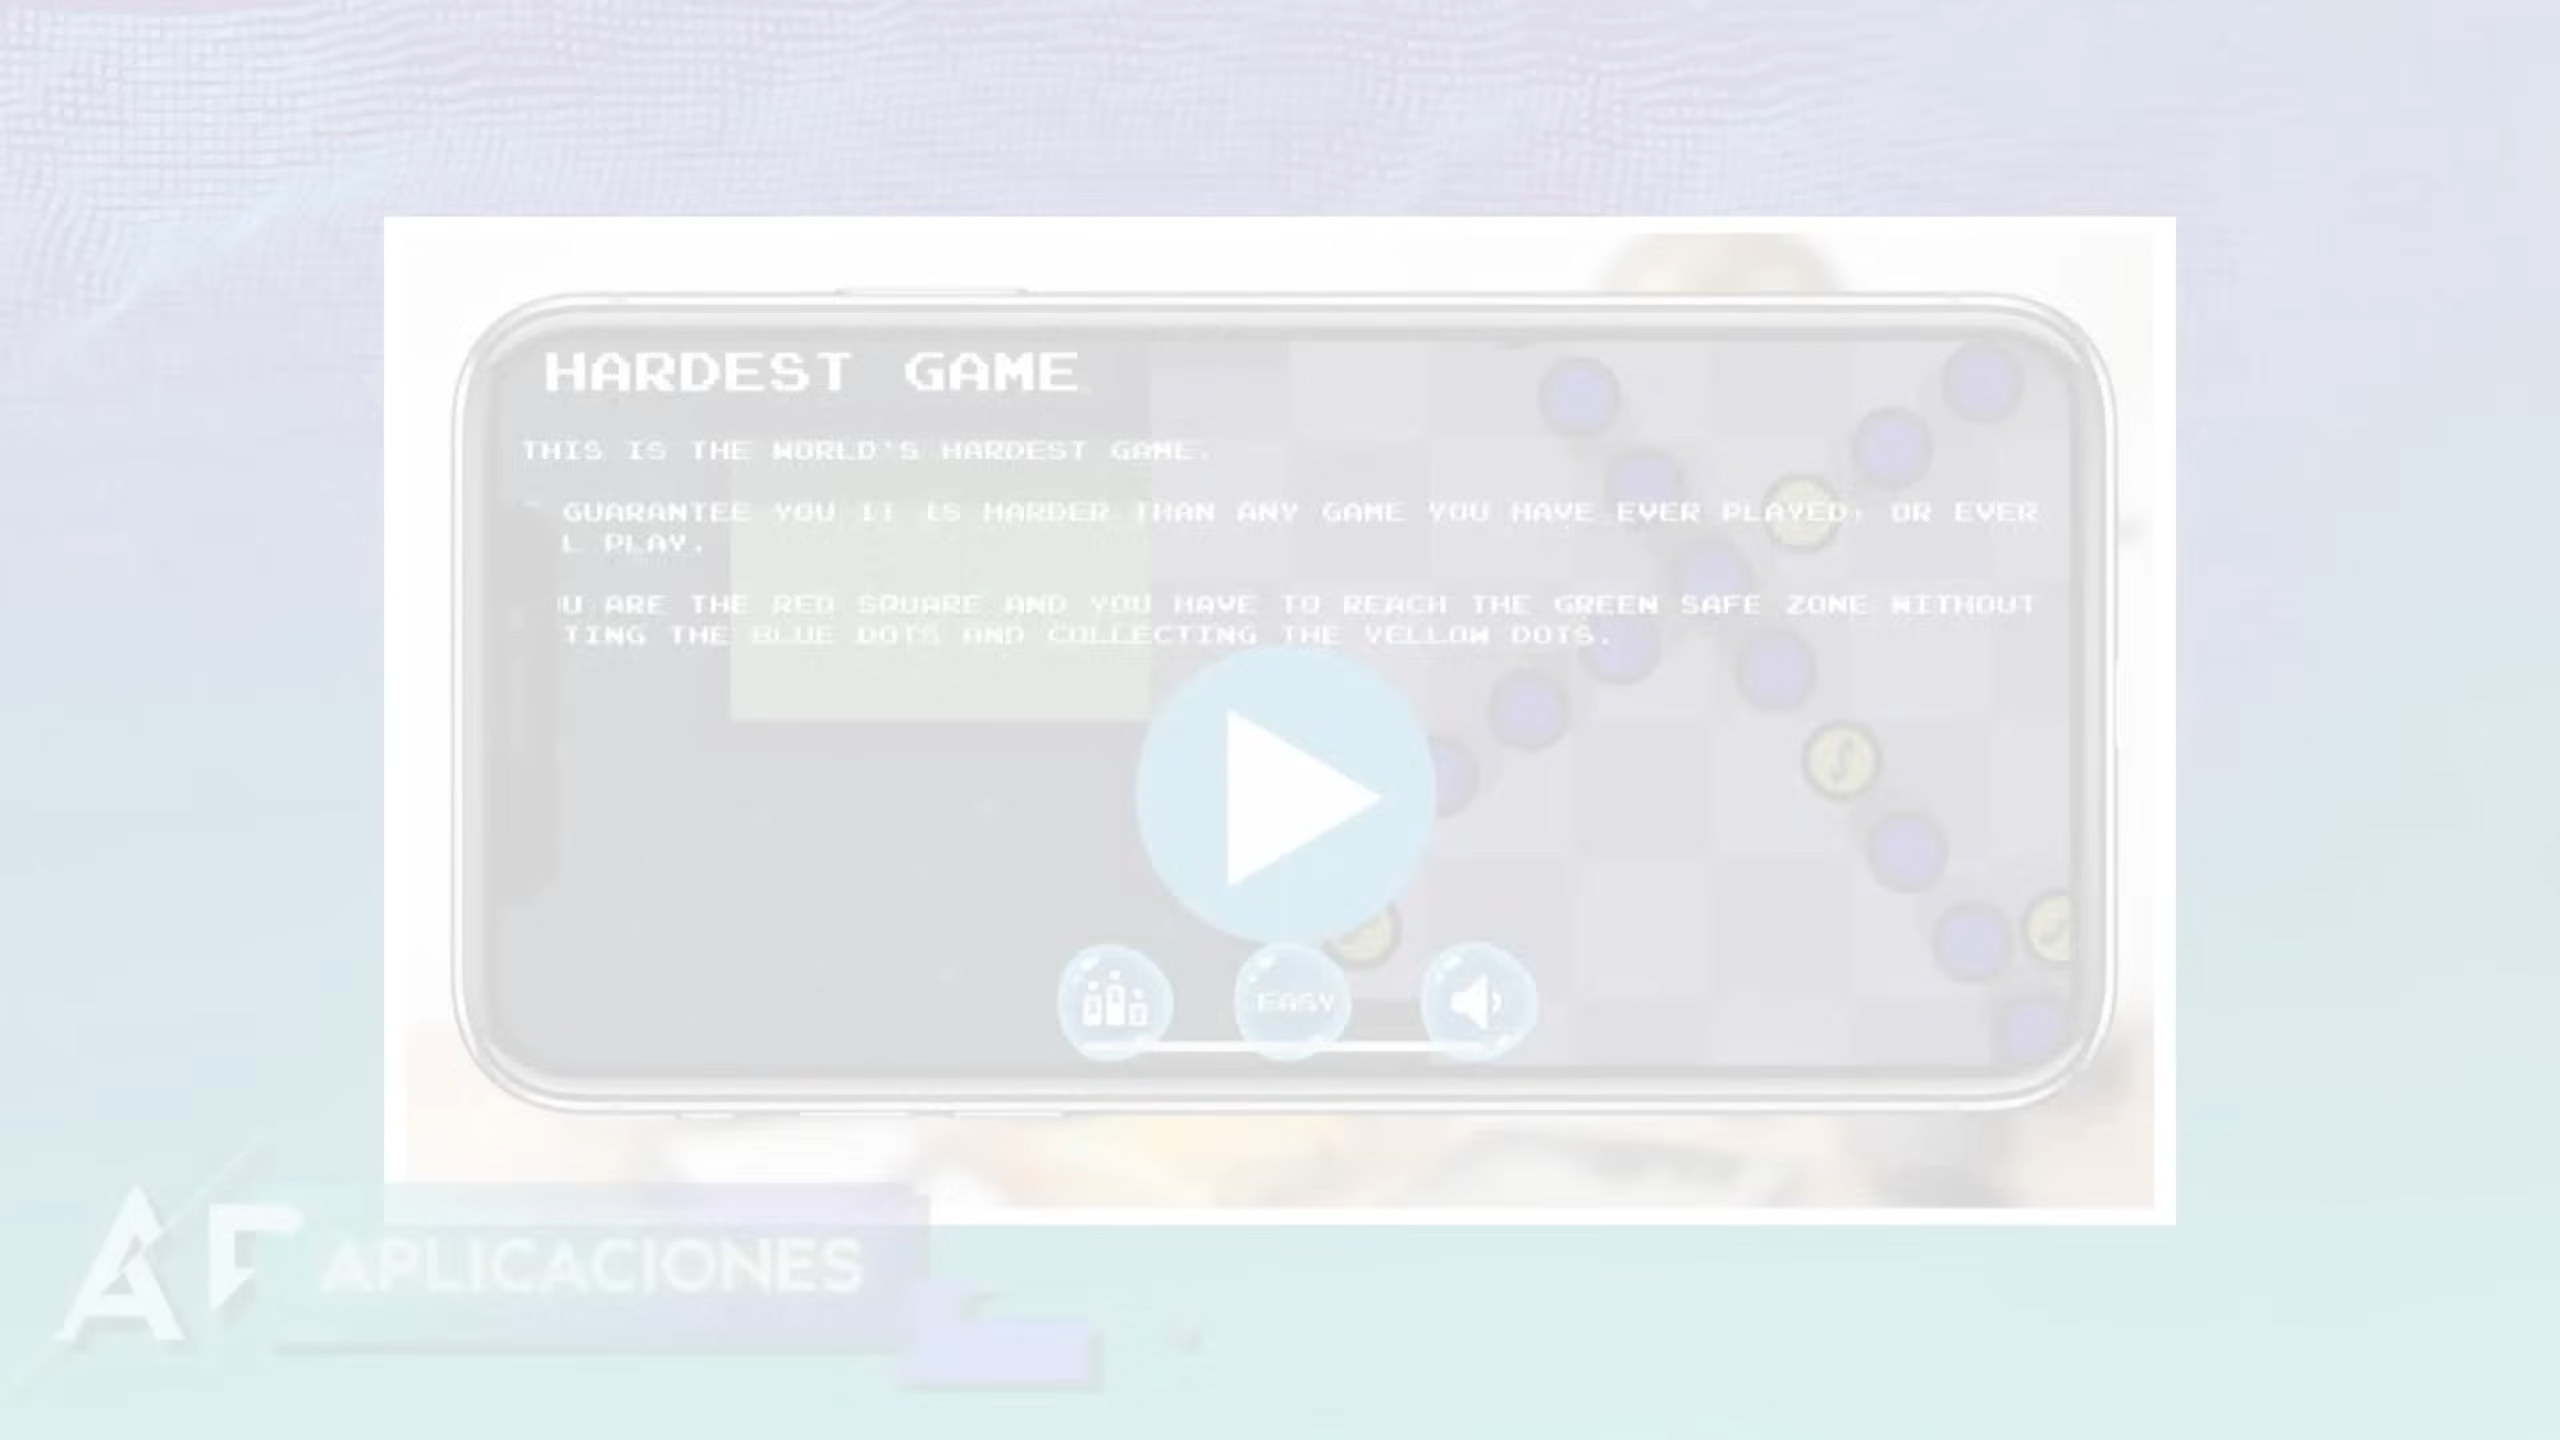 HARDEST GAME
THIS IS THE WORLD'S HARDEST GAME.
GUARANTEE YOU IT IS HARDER THAN ANY GAME YOU HAVE EVER PLAYED, OR EVER
L PLAY.
U ARE THE RED SQUARE AND YOU HAVE TO REACH THE GREEN SAFE ZONE WITHOUT
TING THE BLUE DOTS AND COLLECTING THE YELLOW DOTS.
EASY
APLICACIONES